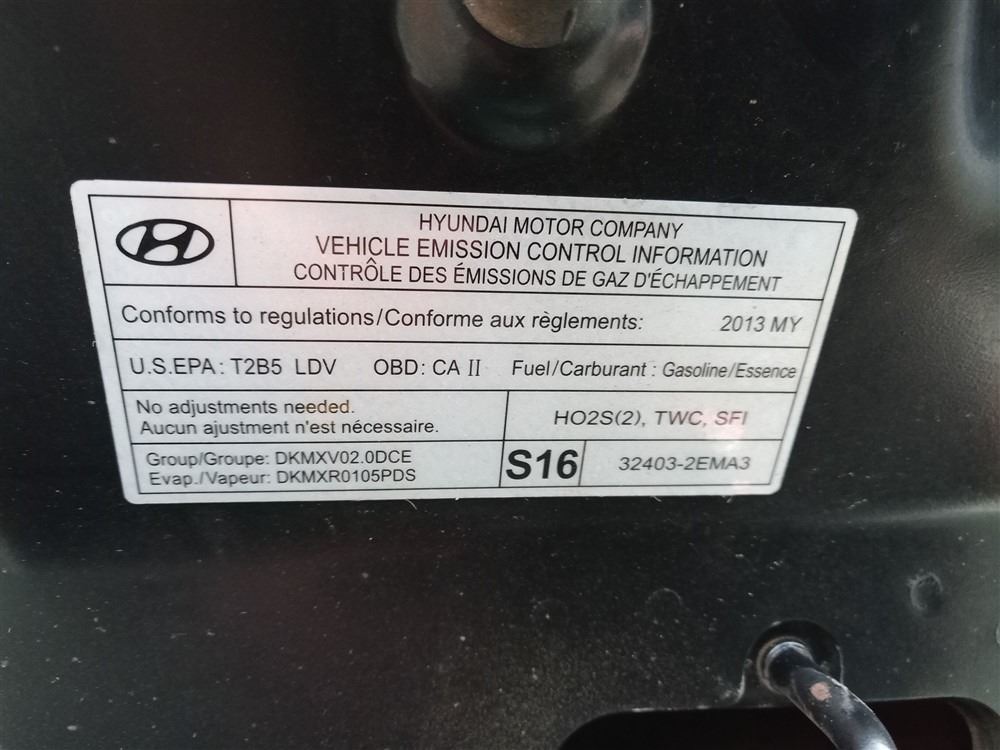 HYUNDAI MOTOR COMPANY
VEHICLE EMISSION CONTROL INFORMATION
CONTRÔLE DES ÉMISSIONS DE GAZ D'ÉCHAPPEMENT
Conforms to regulations/Conforme aux règlements: 2013 MY
U.S.EPA: T2B5 LDV OBD: CA II Fuel/Carburant : Gasoline/Essence
No adjustments needed.
Aucun ajustment n'est nécessaire.
HO2S(2), TWC, SFI
Group/Groupe: DKMXV02.0DCE
Evap./Vapeur: DKMXR0105PDS
S16
32403-2EMA3